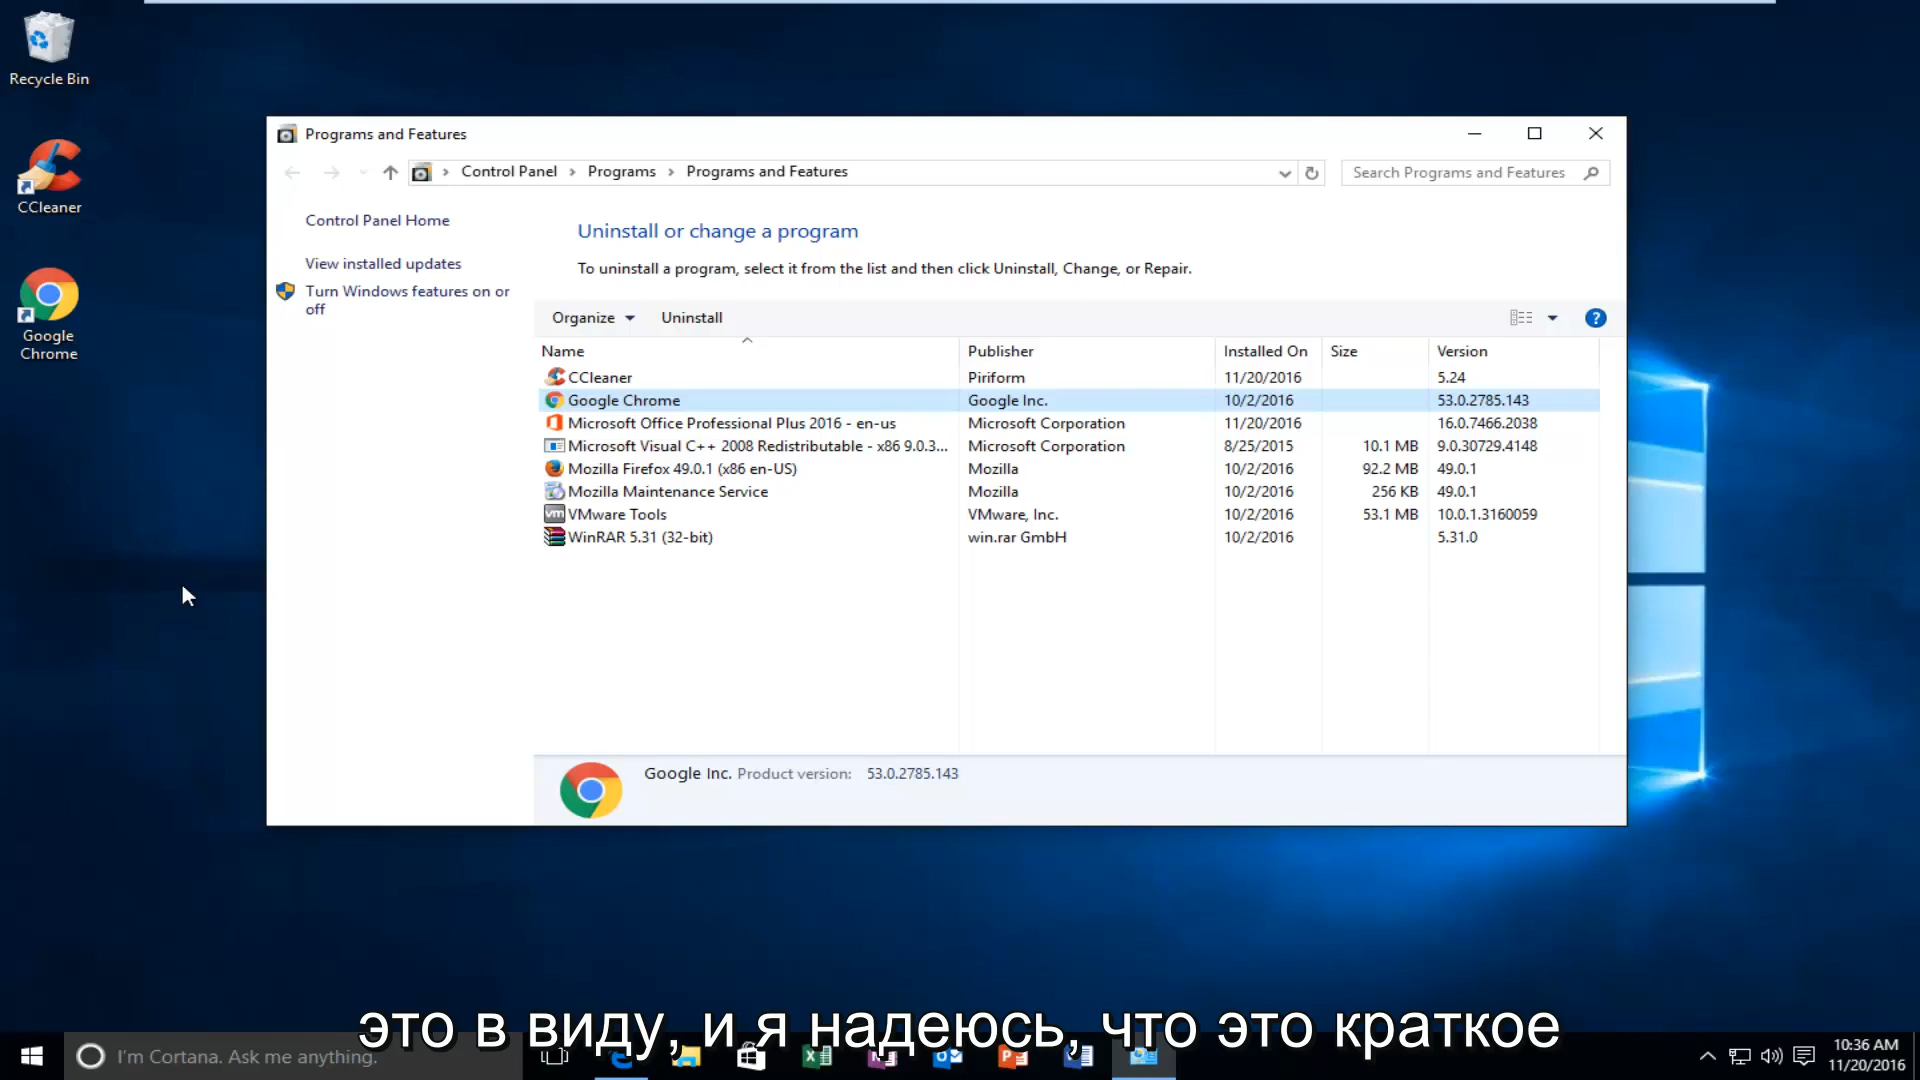 Recycle Bin
CCleaner
Google
Chrome
Programs and Features
Control Panel > Programs > Programs and Features
Search Programs and Features
Control Panel Home
View installed updates
Turn Windows features on or
off
Uninstall or change a program
To uninstall a program, select it from the list and then click Uninstall, Change, or Repair.
Organize Uninstall
Name Publisher Installed On Size Version
CCleaner Piriform 11/20/2016 5.24
Google Chrome Google Inc. 10/2/2016 53.0.2785.143
Microsoft Office Professional Plus 2016 - en-us Microsoft Corporation 11/20/2016 16.0.7466.2038
Microsoft Visual C++ 2008 Redistributable - x86 9.0.3... Microsoft Corporation 8/25/2015 10.1 MB 9.0.30729.4148
Mozilla Firefox 49.0.1 (x86 en-US) Mozilla 10/2/2016 92.2 MB 49.0.1
Mozilla Maintenance Service Mozilla 10/2/2016 256 KB 49.0.1
VMware Tools VMware, Inc. 10/2/2016 53.1 MB 10.0.1.3160059
WinRAR 5.31 (32-bit) win.rar GmbH 10/2/2016 5.31.0
Google Inc. Product version: 53.0.2785.143
это в виду, и я надеюсь, что это краткое
I'm Cortana. Ask me anything.
10:36 AM
11/20/2016